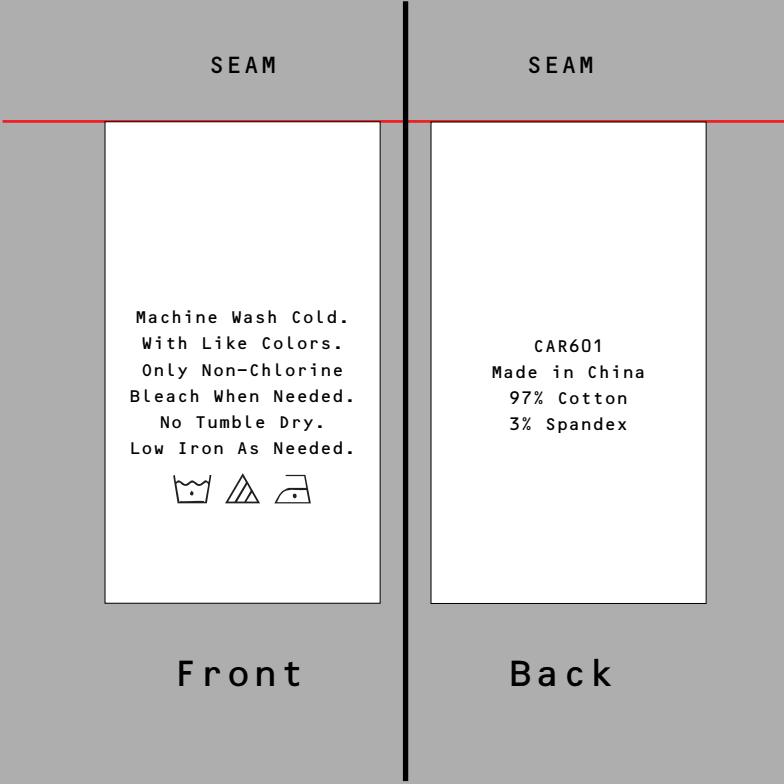 SEAM
Machine Wash Cold.
With Like Colors.
Only Non-Chlorine
Bleach When Needed.
No Tumble Dry.
Low Iron As Needed.
Front
SEAM
CAR601
Made in China
97% Cotton
3% Spandex
Back